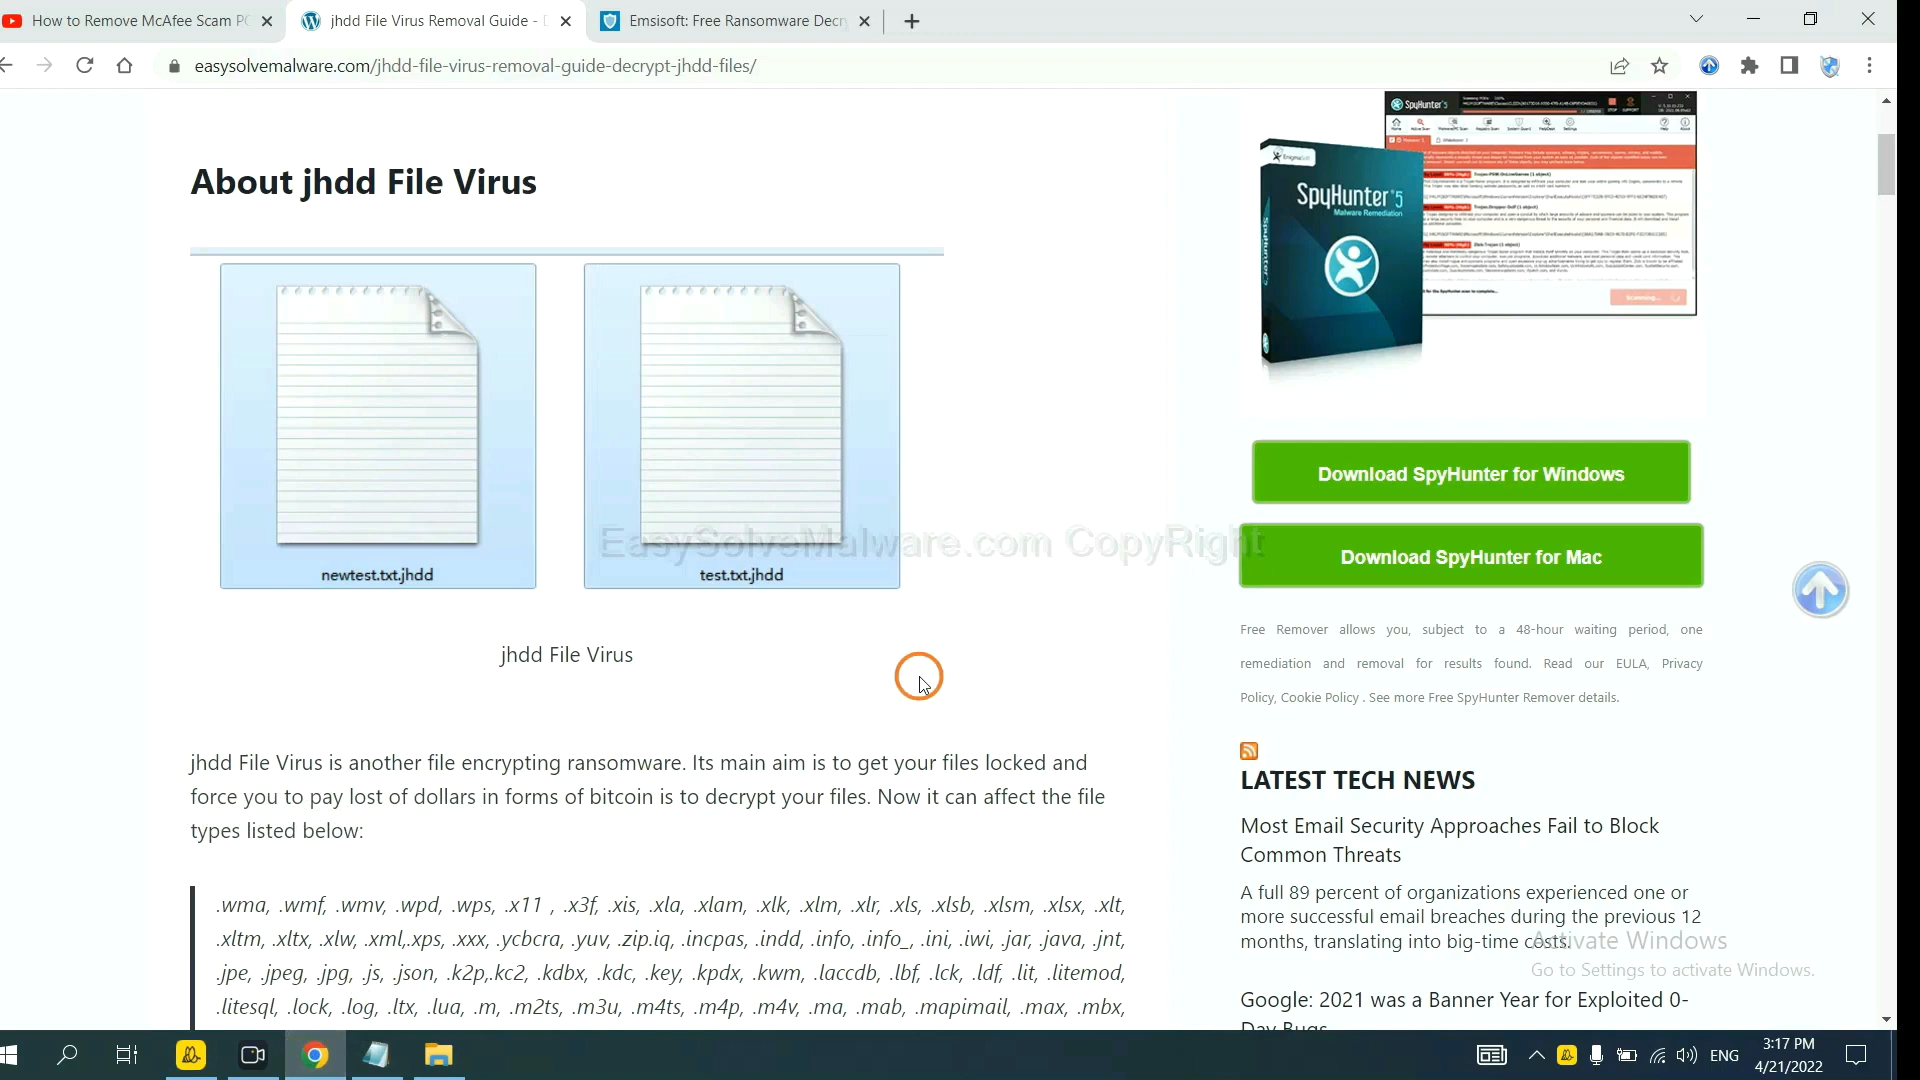 How to Remove McAfee Scam PC
jhdd File Virus Removal Guide - D
Emsisoft: Free Ransomware Decry
easysolvemalware.com/jhdd-file-virus-removal-guide-decrypt-jhdd-files/
About jhdd File Virus
newtest.txt.jhdd
test.txt.jhdd
EasySolveMalware.com CopyRight
jhdd File Virus
jhdd File Virus is another file encrypting ransomware. Its main aim is to get your files locked and
force you to pay lost of dollars in forms of bitcoin is to decrypt your files. Now it can affect the file
types listed below:
.wma, .wmf, .wmv, .wpd, .wps, .x11 , .x3f, .xis, .xla, .xlam, .xlk, .xlm, .xlr, .xls, .xlsb, .xlsm, .xlsx, .xlt,
.xltm, .xltx, .xlw, .xml,.xps, .xxx, .ycbcra, .yuv, .zip.iq, .incpas, .indd, .info, .info_, .ini, .iwi, .jar, .java, .jnt,
.jpe, .jpeg, .jpg, .js, .json, .k2p,.kc2, .kdbx, .kdc, .key, .kpdx, .kwm, .laccdb, .lbf, .lck, .ldf, .lit, .litemod,
.litesql, .lock, .log, .ltx, .lua, .m, .m2ts, .m3u, .m4ts, .m4p, .m4v, .ma, .mab, .mapimail, .max, .mbx,
SpyHunter 5
EnigmaSoft
SpyHunter 5
Malware Remediation
SpyHunter 5
Scanning...
Download SpyHunter for Windows
Download SpyHunter for Mac
Free Remover allows you, subject to a 48-hour waiting period, one
remediation and removal for results found. Read our EULA, Privacy
Policy, Cookie Policy . See more Free SpyHunter Remover details.
LATEST TECH NEWS
Most Email Security Approaches Fail to Block
Common Threats
A full 89 percent of organizations experienced one or
more successful email breaches during the previous 12
months, translating into big-time costs.
Google: 2021 was a Banner Year for Exploited 0-
Day Bugs
Activate Windows
Go to Settings to activate Windows.
ENG
3:17 PM
4/21/2022